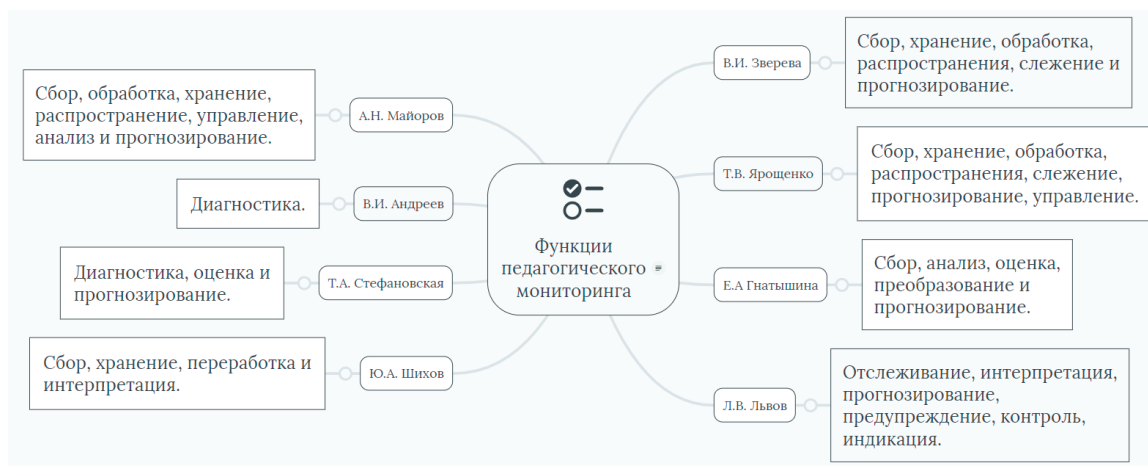 Функции
педагогического
мониторинга
А.Н. Майоров
Сбор, обработка, хранение,
распространение, управление,
анализ и прогнозирование.
В.И. Андреев
Диагностика.
Т.А. Стефановская
Диагностика, оценка и
прогнозирование.
Ю.А. Шихов
Сбор, хранение, переработка и
интерпретация.
В.И. Зверева
Сбор, хранение, обработка,
распространения, слежение и
прогнозирование.
Т.В. Ярощенко
Сбор, хранение, обработка,
распространения, слежение,
прогнозирование, управление.
Е.А Гнатышина
Сбор, анализ, оценка,
преобразование и
прогнозирование.
Л.В. Львов
Отслеживание, интерпретация,
прогнозирование,
предупреждение, контроль,
индикация.